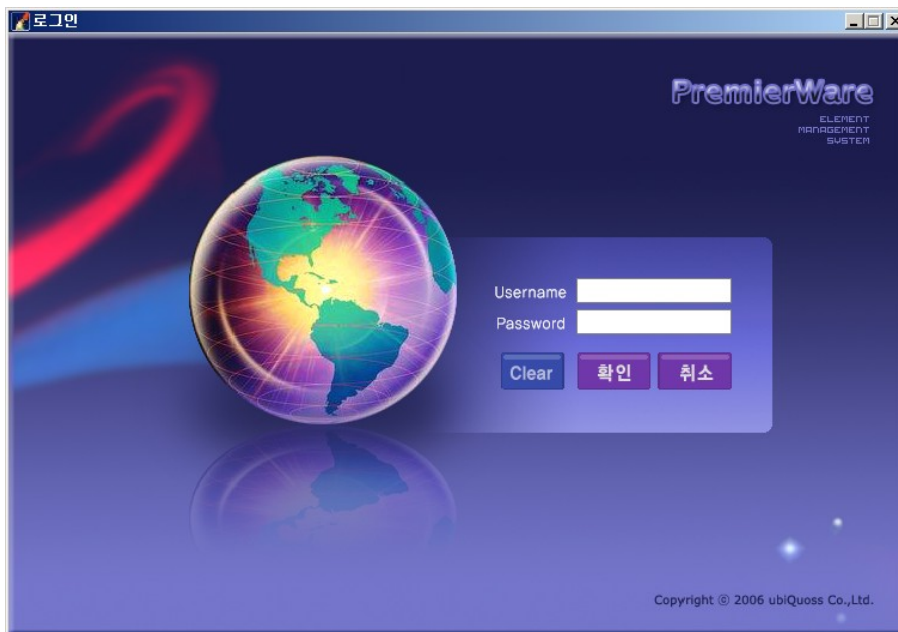 로그인
PremierWare
ELEMENT
MANAGEMENT
SYSTEM
Username
Password
Clear 확인 취소
Copyright ⓒ 2006 ubiQuoss Co.,Ltd.